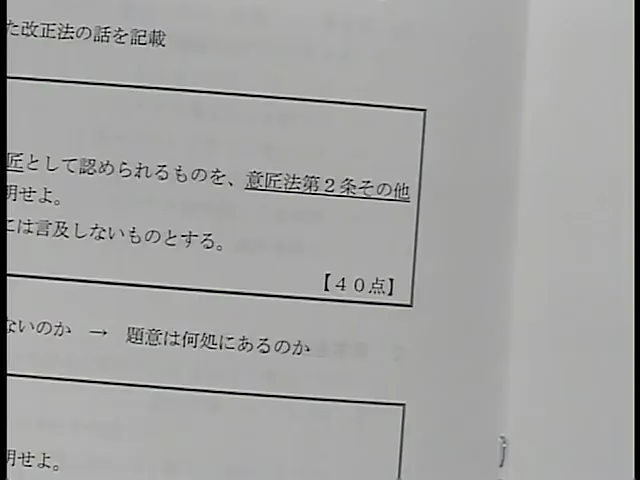 た改正法の話を記載
匠として認められるものを、意匠法第２条その他
明せよ。
には言及しないものとする。
【４０点】
ないのか　→　題意は何処にあるのか
明せよ。